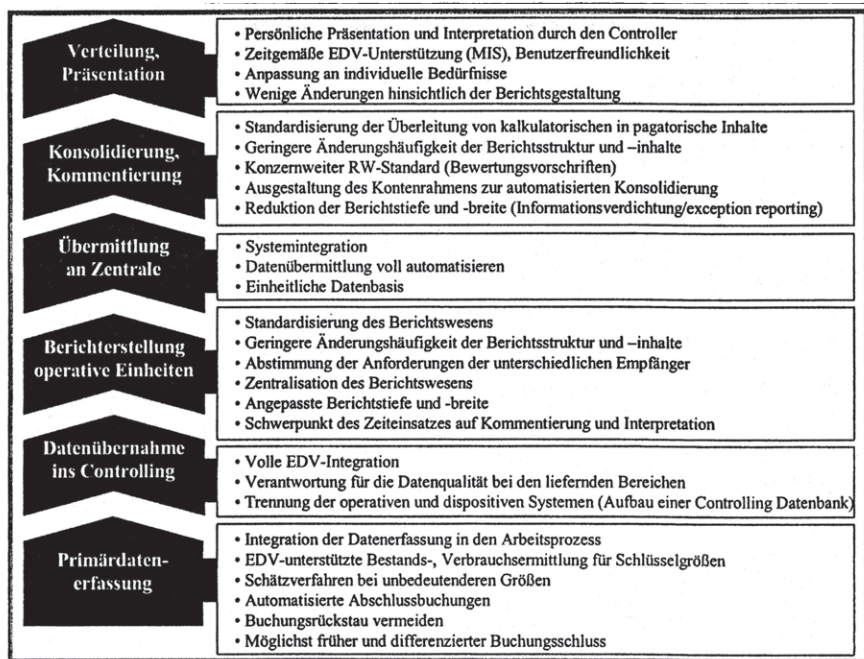 Verteilung,
Präsentation
• Persönliche Präsentation und Interpretation durch den Controller
• Zeitgemäße EDV-Unterstützung (MIS), Benutzerfreundlichkeit
• Anpassung an individuelle Bedürfnisse
• Wenige Änderungen hinsichtlich der Berichtsgestaltung
Konsolidierung,
Kommentierung
• Standardisierung der Überleitung von kalkulatorischen in pagatorische Inhalte
• Geringere Änderungshäufigkeit der Berichtsstruktur und –inhalte
• Konzernweiter RW-Standard (Bewertungsvorschriften)
• Ausgestaltung des Kontenrahmens zur automatisierten Konsolidierung
• Reduktion der Berichtstiefe und -breite (Informationsverdichtung/exception reporting)
Übermittlung
an Zentrale
• Systemintegration
• Datenübermittlung voll automatisieren
• Einheitliche Datenbasis
Berichterstellung
operative Einheiten
• Standardisierung des Berichtswesens
• Geringere Änderungshäufigkeit der Berichtsstruktur und –inhalte
• Abstimmung der Anforderungen der unterschiedlichen Empfänger
• Zentralisation des Berichtswesens
• Angepasste Berichtstiefe und -breite
• Schwerpunkt des Zeiteinsatzes auf Kommentierung und Interpretation
Datenübernahme
ins Controlling
• Volle EDV-Integration
• Verantwortung für die Datenqualität bei den liefernden Bereichen
• Trennung der operativen und dispositiven Systemen (Aufbau einer Controlling Datenbank)
Primärdaten-
erfassung
• Integration der Datenerfassung in den Arbeitsprozess
• EDV-unterstützte Bestands-, Verbrauchsermittlung für Schlüsselgrößen
• Schätzverfahren bei unbedeutenderen Größen
• Automatisierte Abschlussbuchungen
• Buchungsrückstau vermeiden
• Möglichst früher und differenzierter Buchungsschluss